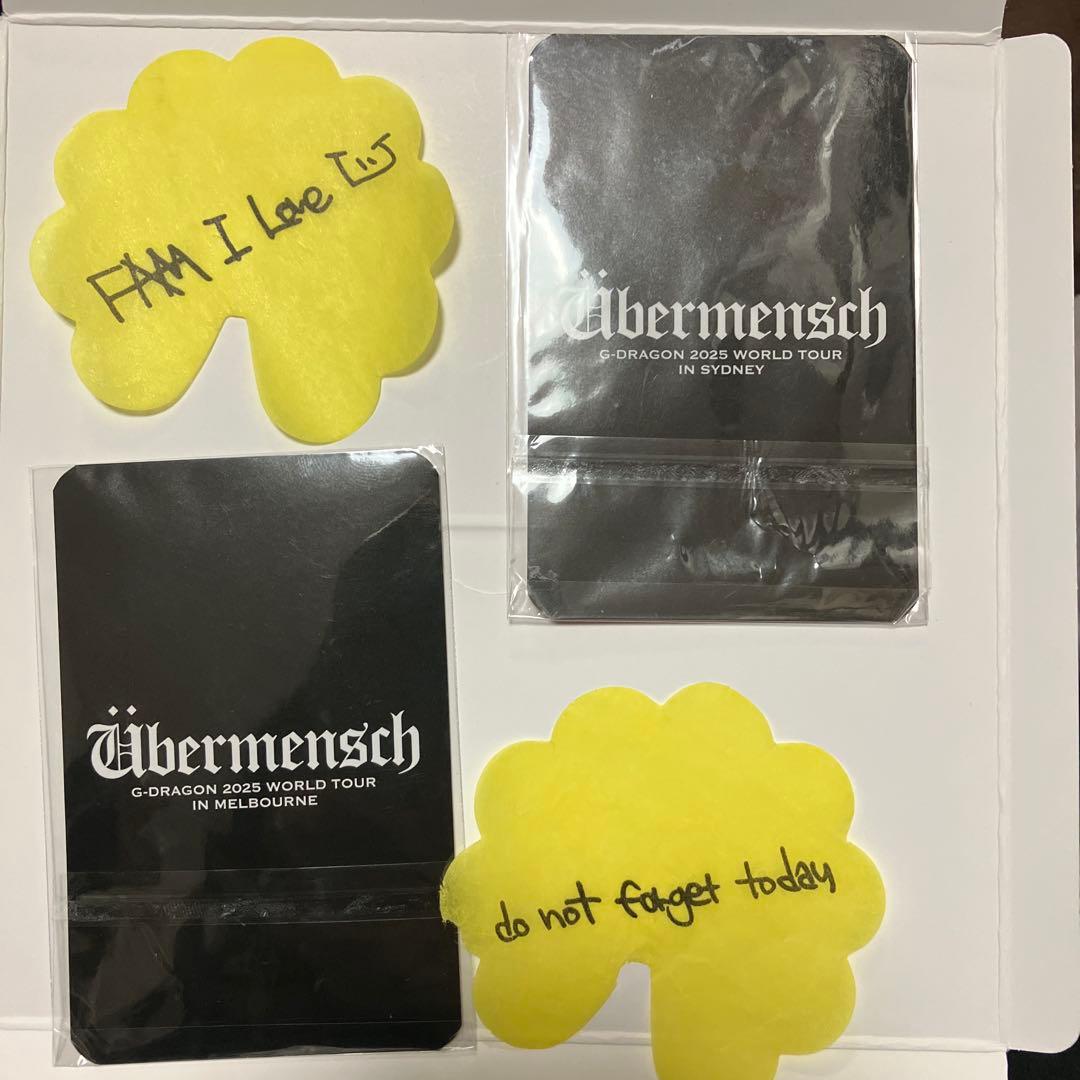 FAM I Love
Übermensch
G-DRAGON 2025 WORLD TOUR
IN SYDNEY
Übermensch
G-DRAGON 2025 WORLD TOUR
IN MELBOURNE
do not forget today